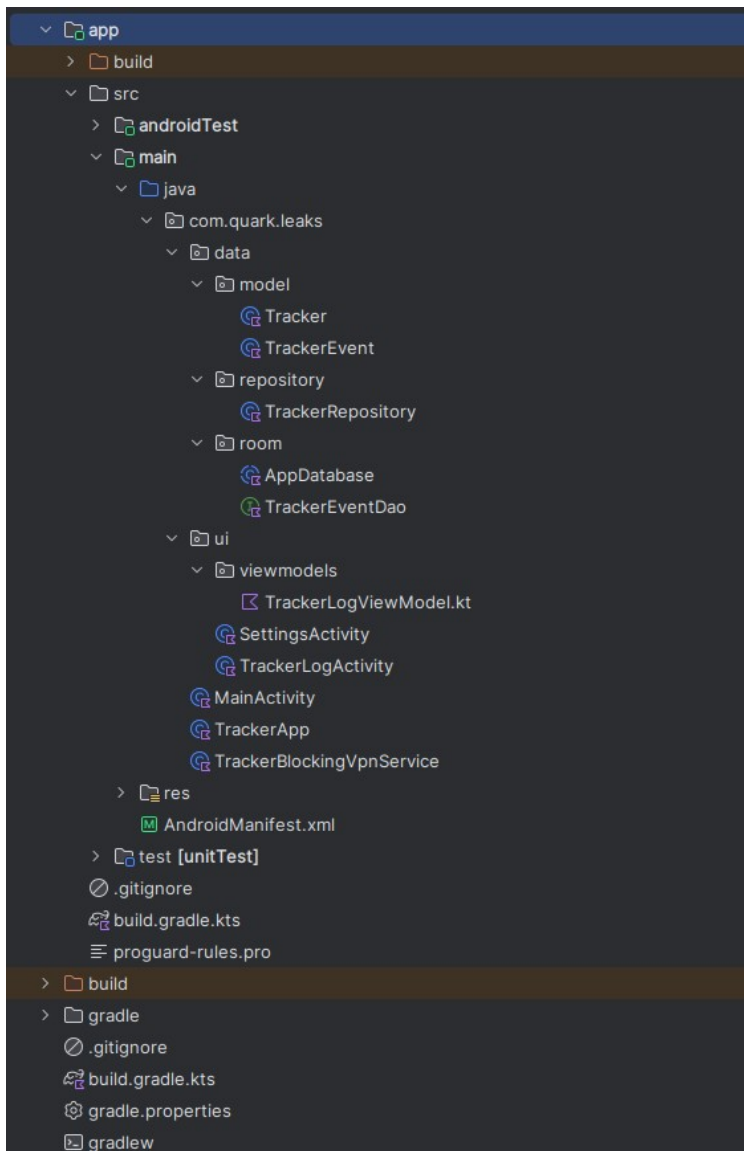 app
build
src
androidTest
main
java
com.quark.leaks
data
model
Tracker
TrackerEvent
repository
TrackerRepository
room
AppDatabase
TrackerEventDao
ui
viewmodels
TrackerLogViewModel.kt
SettingsActivity
TrackerLogActivity
MainActivity
TrackerApp
TrackerBlockingVpnService
res
AndroidManifest.xml
test [unitTest]
.gitignore
build.gradle.kts
proguard-rules.pro
build
gradle
.gitignore
build.gradle.kts
gradle.properties
gradlew